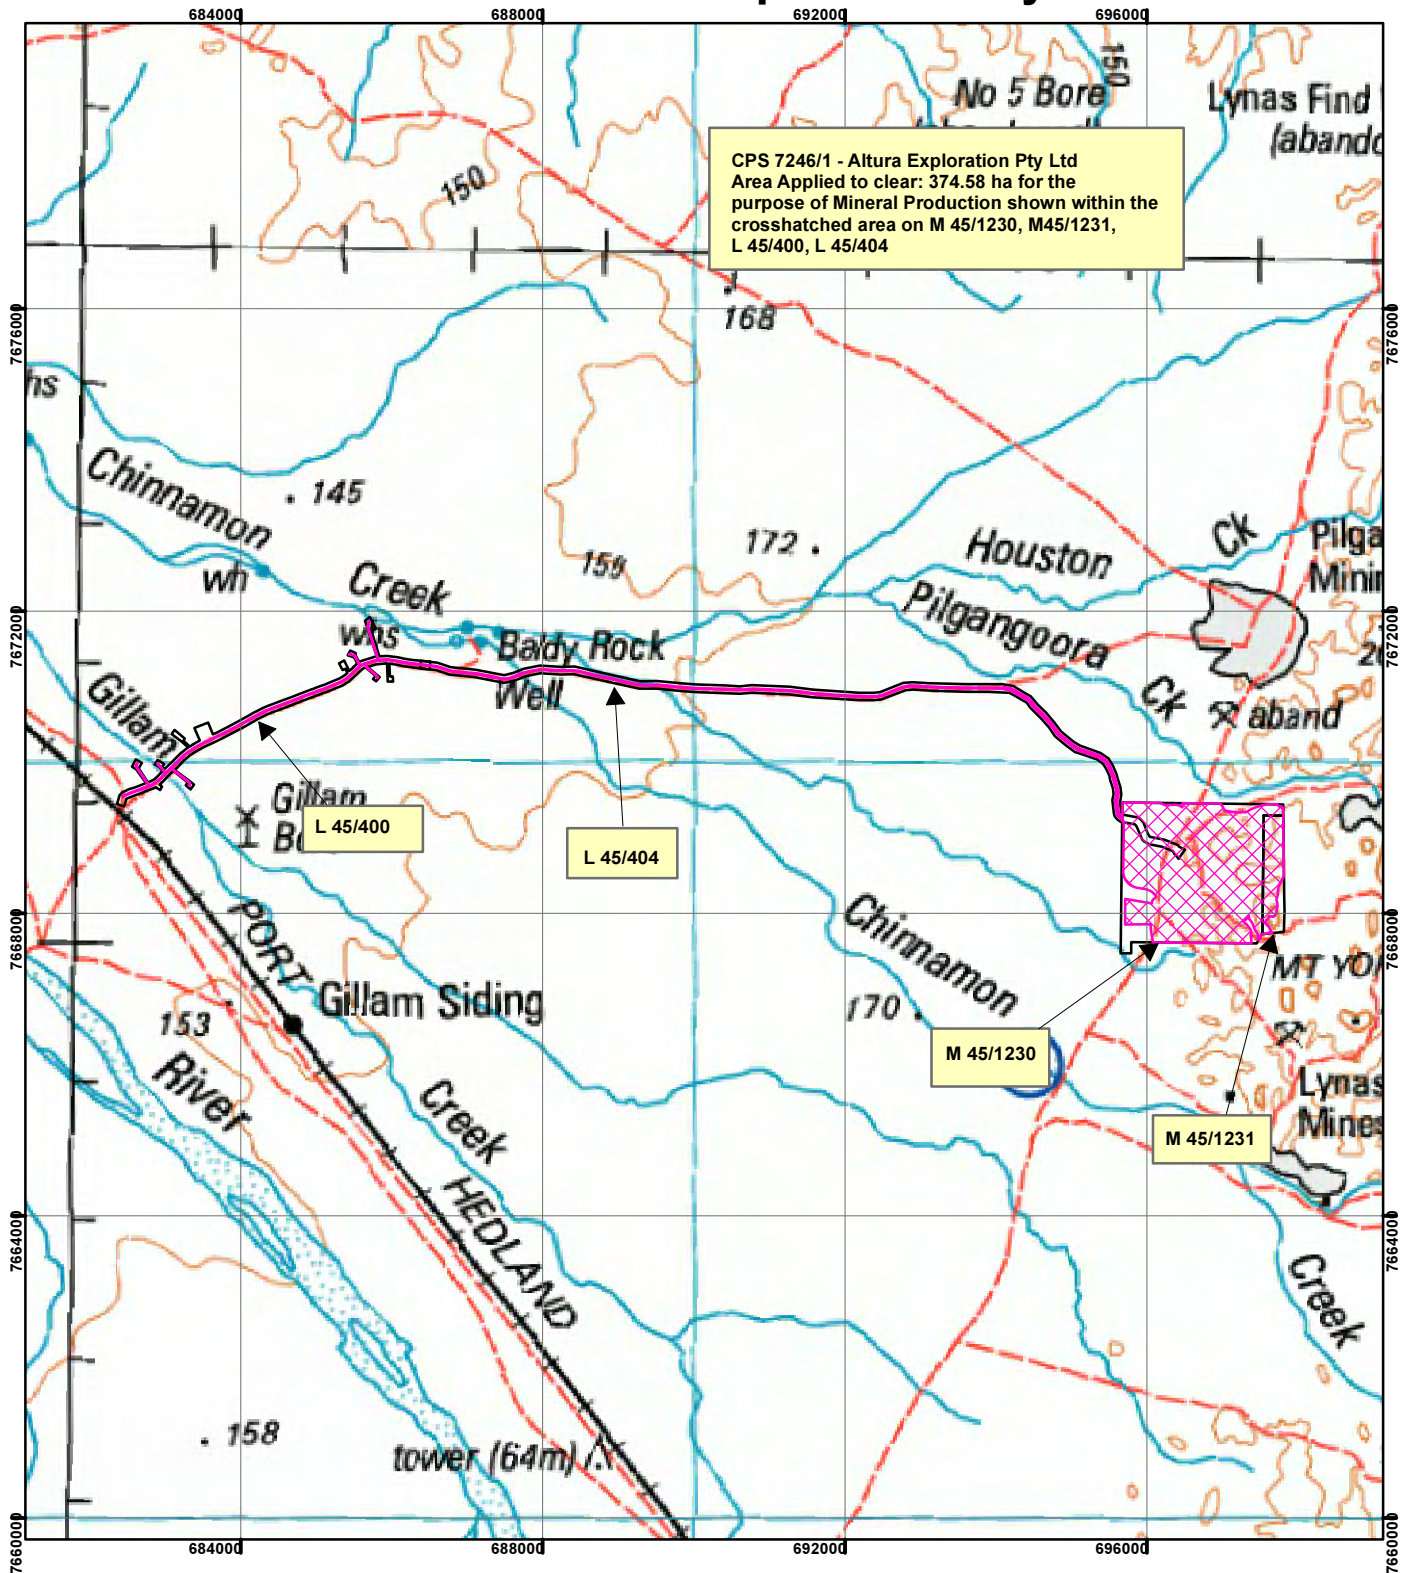 684000
688000
692000
696000
150
No 5 Bore
Lynas Find
CPS 7246/1 - Altura Exploration Pty Ltd
Area Applied to clear: 374.58 ha for the
purpose of Mineral Production shown within the
crosshatched area on M 45/1230, M45/1231,
L 45/400, L 45/404
150
7676000
168
7676000
hs
Chinnamon
145
172
Houston
Ck
wh
Creek
159
Pilgangoora
7672000
whs
Baldy Rock
7672000
Well
Gillam
Ck
aband
Gillam
L 45/400
L 45/404
7668000
PORT
Chinnamon
7668000
Gillam Siding
MT
153
170
River
M 45/1230
Creek
Lynas
Mines
M 45/1231
HEDLAND
7664000
7664000
Creek
158
tower (64m)
7660000
7660000
684000
688000
692000
696000